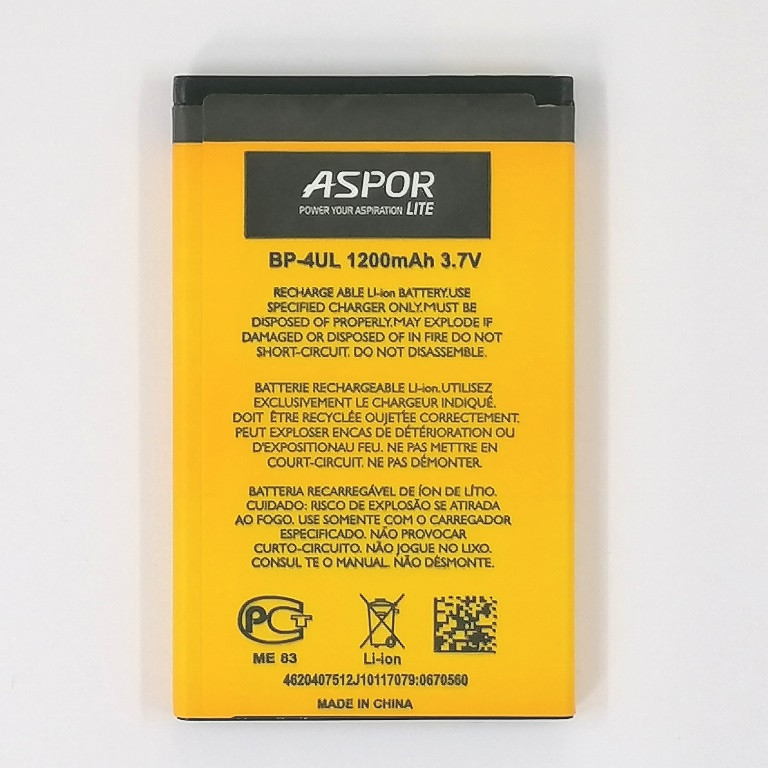 ASPOR
POWER YOUR ASPIRATION LITE
BP-4UL 1200mAh 3.7V
RECHARGE ABLE Li-ion BATTERY.USE
SPECIFIED CHARGER ONLY.MUST BE
DISPOSED OF PROPERLY.MAY EXPLODE IF
DAMAGED OR DISPOSED OF IN FIRE DO NOT
SHORT-CIRCUIT. DO NOT DISASSEMBLE.
BATTERIE RECHARGEABLE Li-ion.UTILISEZ
EXCLUSIVEMENT LE CHARGEUR INDIQUÉ.
DOIT ÊTRE RECYCLÉE OUJETÉE CORRECTEMENT.
PEUT EXPLOSER ENCAS DE DÉTÉRIORATION OU
D'EXPOSITIONAU FEU. NE PAS METTRE EN
COURT-CIRCUIT. NE PAS DÉMONTER.
BATTERIA RECARREGÁVEL DE ÍON DE LÍTIO.
CUIDADO: RISCO DE EXPLOSÃO SE ATIRADA
AO FOGO. USE SOMENTE COM O CARREGADOR
ESPECIFICADO. NÃO PROVOCAR
CURTO-CIRCUITO. NÃO JOGUE NO LIXO.
CONSUL TE O MANUAL. NÃO DESMONTE.
РСТ
ME 83
Li-ion
4620407512J10117079:0670560
MADE IN CHINA